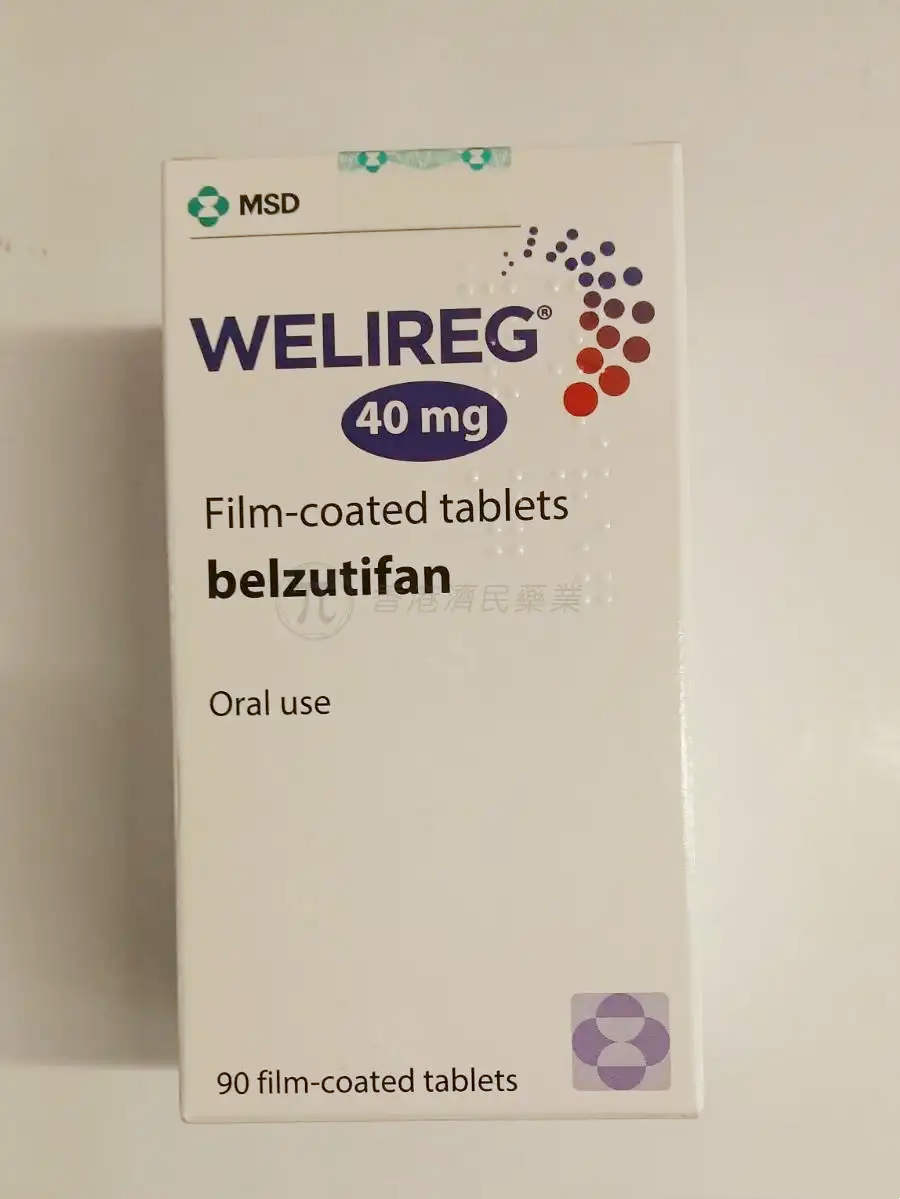 MSD
WELIREG®
40 mg
Film-coated tablets
belzutifan
香港濟民藥業
Oral use
90 film-coated tablets